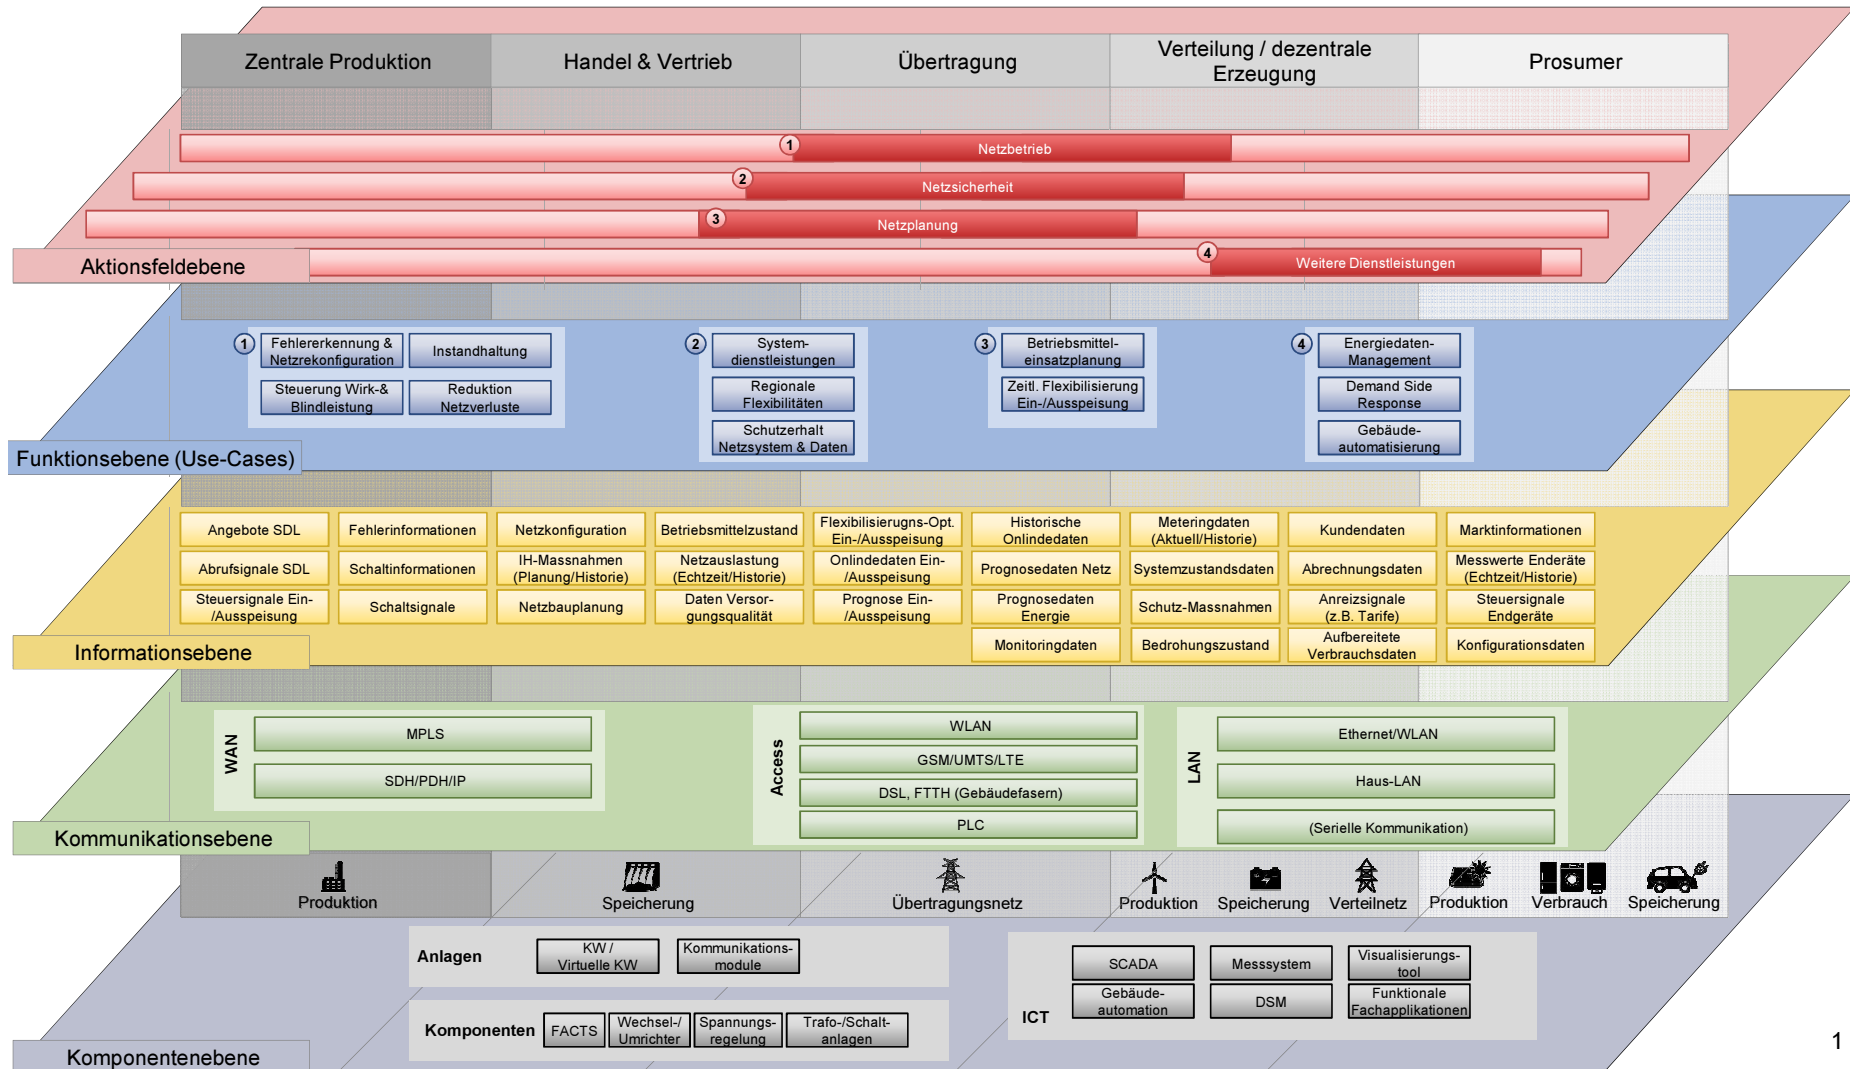 Zentrale Produktion
Handel & Vertrieb
Übertragung
Verteilung / dezentrale
Erzeugung
Prosumer
1
Netzbetrieb
2
Netzsicherheit
3
Netzplanung
4
Weitere Dienstleistungen
Aktionsfeldebene
1
Fehlererkennung &
Netzrekonfiguration
Instandhaltung
Steuerung Wirk-&
Blindleistung
Reduktion
Netzverluste
2
System-
dienstleistungen
Regionale
Flexibilitäten
Schutzerhalt
Netzsystem & Daten
3
Betriebsmittel-
einsatzplanung
Zeitl. Flexibilisierung
Ein-/Ausspeisung
4
Energiedaten-
Management
Demand Side
Response
Gebäude-
automatisierung
Funktionsebene (Use-Cases)
Angebote SDL
Fehlerinformationen
Netzkonfiguration
Betriebsmittelzustand
Flexibilisierugns-Opt.
Ein-/Ausspeisung
Historische
Onlindedaten
Meteringdaten
(Aktuell/Historie)
Kundendaten
Marktinformationen
Abrufsignale SDL
Schaltinformationen
IH-Massnahmen
(Planung/Historie)
Netzauslastung
(Echtzeit/Historie)
Onlindedaten Ein-
/Ausspeisung
Prognosedaten Netz
Systemzustandsdaten
Abrechnungsdaten
Messwerte Enderäte
(Echtzeit/Historie)
Steuersignale Ein-
/Ausspeisung
Schaltsignale
Netzbauplanung
Daten Versor-
gungsqualität
Prognose Ein-
/Ausspeisung
Prognosedaten
Energie
Schutz-Massnahmen
Anreizsignale
(z.B. Tarife)
Steuersignale
Endgeräte
Monitoringdaten
Bedrohungszustand
Aufbereitete
Verbrauchsdaten
Konfigurationsdaten
Informationsebene
WAN
MPLS
SDH/PDH/IP
Access
WLAN
GSM/UMTS/LTE
DSL, FTTH (Gebäudefasern)
PLC
LAN
Ethernet/WLAN
Haus-LAN
(Serielle Kommunikation)
Kommunikationsebene
Produktion
Speicherung
Übertragungsnetz
Produktion
Speicherung
Verteilnetz
Produktion
Verbrauch
Speicherung
Anlagen
KW /
Virtuelle KW
Kommunikations-
module
Komponenten
FACTS
Wechsel-/
Umrichter
Spannungs-
regelung
Trafo-/Schalt-
anlagen
ICT
SCADA
Messsystem
Visualisierungs-
tool
Gebäude-
automation
DSM
Funktionale
Fachapplikationen
Komponentenebene
1